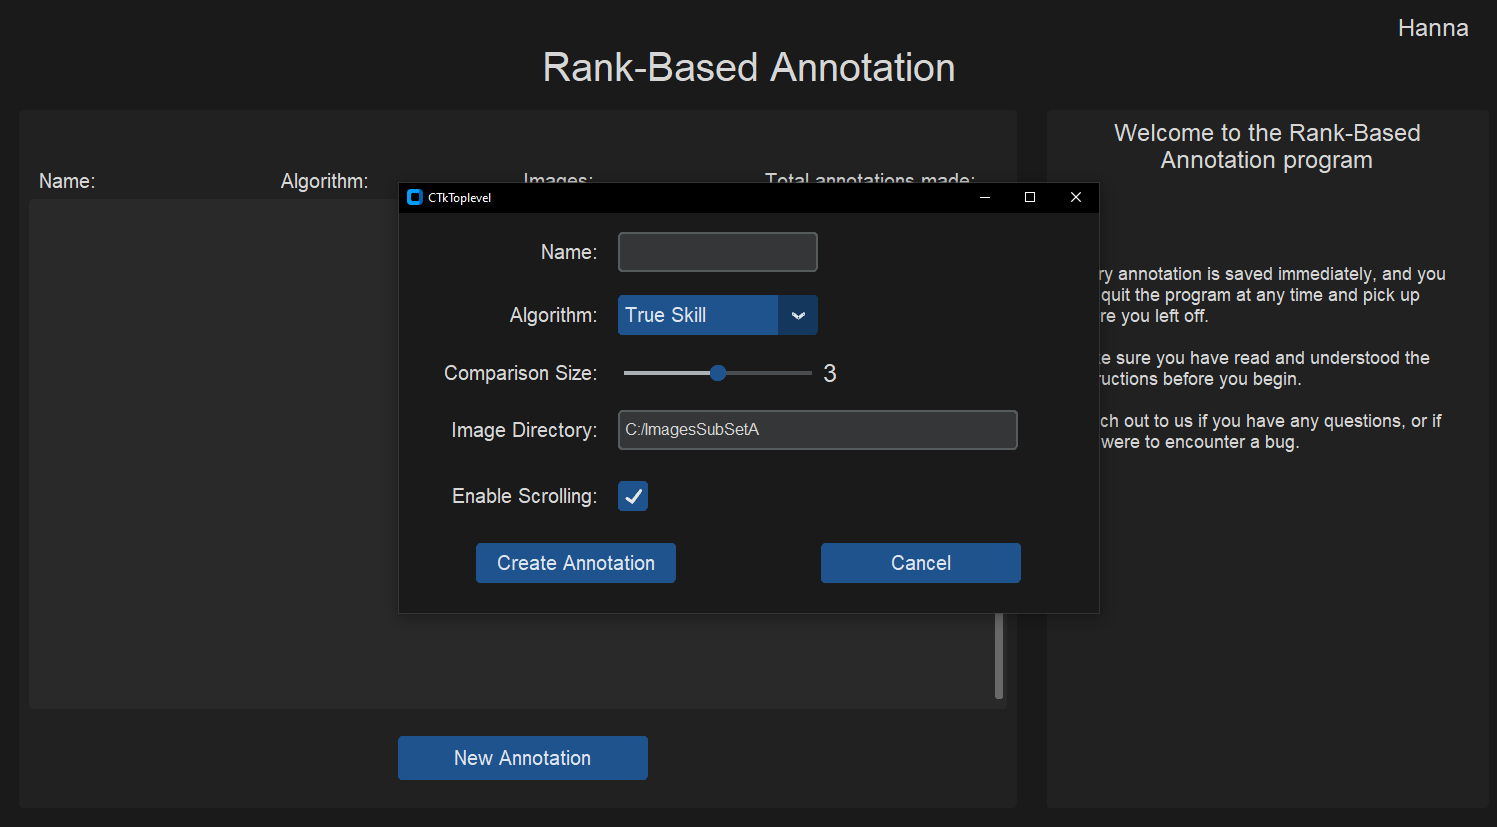 Hanna
Rank-Based Annotation
Name: Algorithm: Images: Total annotations made:
CTkToplevel
Name:
Algorithm: True Skill
Comparison Size: 3
Image Directory: C:/ImagesSubSetA
Enable Scrolling:
Create Annotation Cancel
New Annotation
Welcome to the Rank-Based
Annotation program
annotation is saved immediately, and you
quit the program at any time and pick up
you left off.
sure you have read and understood the
before you begin.
out to us if you have any questions, or if
were to encounter a bug.